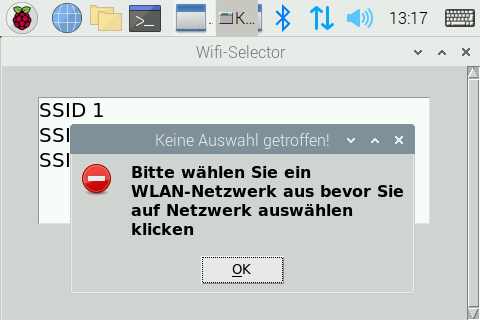 K...
13:17
Wifi-Selector
SSID 1
SSI
SSI
Keine Auswahl getroffen!
Bitte wählen Sie ein
WLAN-Netzwerk aus bevor Sie
auf Netzwerk auswählen
klicken
OK